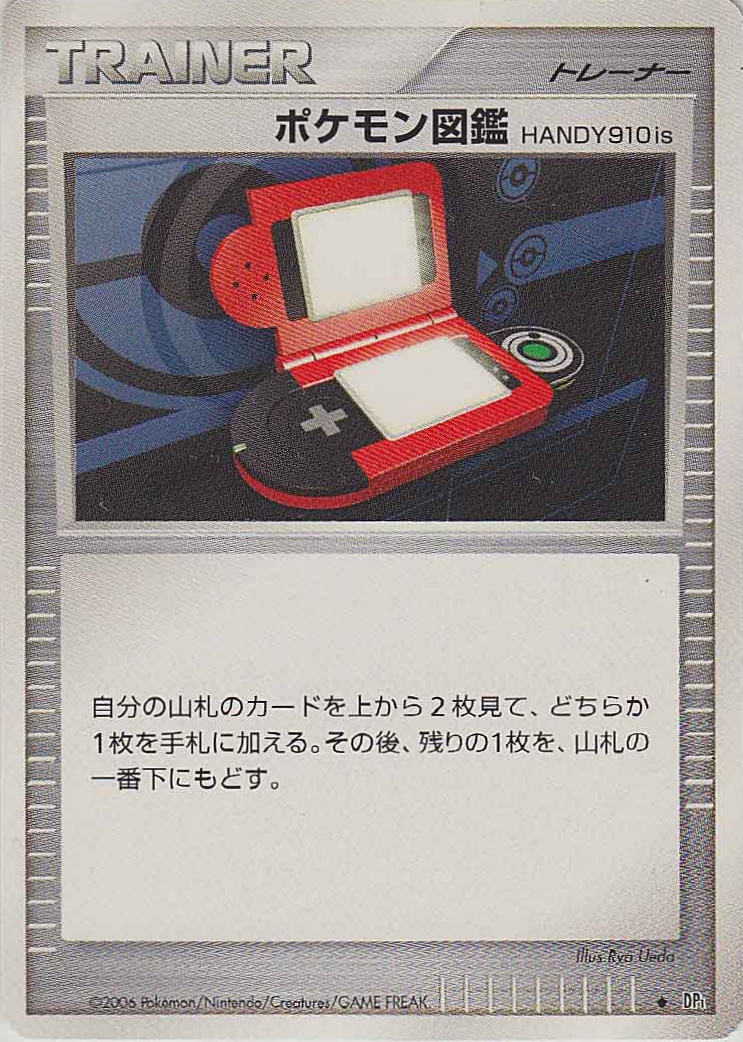 TRAINER
トレーナー
ポケモン図鑑 HANDY910is
自分の山札のカードを上から2枚見て、どちらか
1枚を手札に加える。その後、残りの1枚を、山札の
一番下にもどす。
Illus. Ryo Ueda
©2006 Pokémon/Nintendo/Creatures/GAME FREAK.
DP1